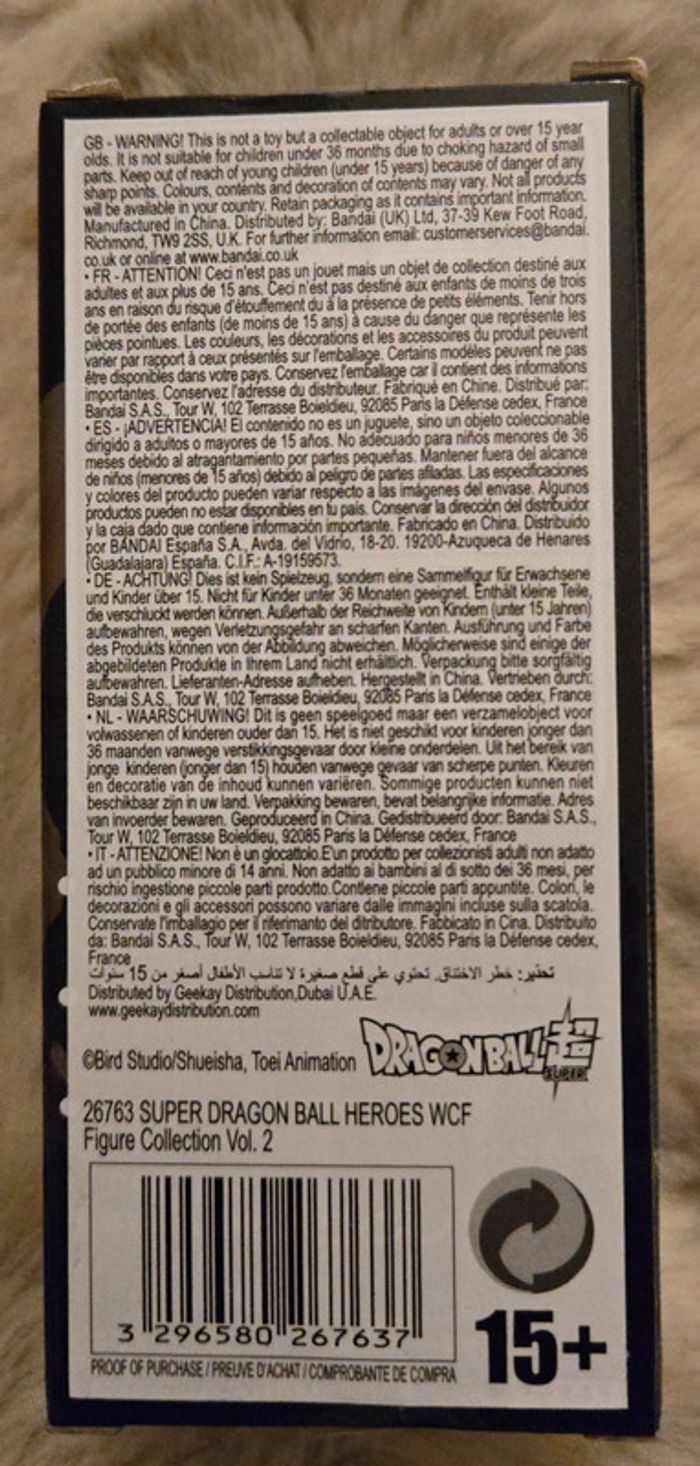 GB - WARNING! This is not a toy but a collectable object for adults or over 15 year
olds. It is not suitable for children under 36 months due to choking hazard of small
parts. Keep out of reach of young children (under 15 years) because of danger of any
sharp points. Colours, contents and decoration of contents may vary. Not all products
will be available in your country. Retain packaging as it contains important information.
Manufactured in China. Distributed by: Bandai (UK) Ltd, 37-39 Kew Foot Road,
Richmond, TW9 2SS, U.K. For further information email: customerservices@bandai.
co.uk or online at www.bandai.co.uk
• FR - ATTENTION! Ceci n'est pas un jouet mais un objet de collection destiné aux
adultes et aux plus de 15 ans. Ceci n'est pas destiné aux enfants de moins de trois
ans en raison du risque d'étouffement du à la présence de petits éléments. Tenir hors
de portée des enfants (de moins de 15 ans) à cause du danger que représente les
pièces pointues. Les couleurs, les décorations et les accessoires du produit peuvent
varier par rapport à ceux présentés sur l'emballage. Certains modèles peuvent ne pas
être disponibles dans votre pays. Conservez l'emballage car il contient des informations
importantes. Conservez l'adresse du distributeur. Fabriqué en Chine. Distribué par:
Bandai S.A.S., Tour W, 102 Terrasse Boieldieu, 92085 Paris la Défense cedex, France
• ES - ¡ADVERTENCIA! El contenido no es un juguete, sino un objeto coleccionable
dirigido a adultos o mayores de 15 años. No adecuado para niños menores de 36
meses debido al atragantamiento por partes pequeñas. Mantener fuera del alcance
de niños (menores de 15 años) debido al peligro de partes afiladas. Las especificaciones
y colores del producto pueden variar respecto a las imágenes del envase. Algunos
productos pueden no estar disponibles en tu país. Conservar la dirección del distribuidor
y la caja dado que contiene información importante. Fabricado en China. Distribuido
por BANDAI España S.A., Avda. del Vidrio, 18-20. 19200-Azuqueca de Henares
(Guadalajara) España. C.I.F.: A-19159573.
• DE - ACHTUNG! Dies ist kein Spielzeug, sondern eine Sammelfigur für Erwachsene
und Kinder über 15. Nicht für Kinder unter 36 Monaten geeignet. Enthält kleine Teile,
die verschluckt werden können. Außerhalb der Reichweite von Kindern (unter 15 Jahren)
aufbewahren, wegen Verletzungsgefahr an scharfen Kanten. Ausführung und Farbe
des Produkts können von der Abbildung abweichen. Möglicherweise sind einige der
abgebildeten Produkte in Ihrem Land nicht erhältlich. Verpackung bitte sorgfältig
aufbewahren. Lieferanten-Adresse aufheben. Hergestellt in China. Vertrieben durch:
Bandai S.A.S., Tour W, 102 Terrasse Boieldieu, 92085 Paris la Défense cedex, France
• NL - WAARSCHUWING! Dit is geen speelgoed maar een verzamelobject voor
volwassenen of kinderen ouder dan 15. Het is niet geschikt voor kinderen jonger dan
36 maanden vanwege verstikkingsgevaar door kleine onderdelen. Uit het bereik van
jonge kinderen (jonger dan 15) houden vanwege gevaar van scherpe punten. Kleuren
en decoratie van de inhoud kunnen variëren. Sommige producten kunnen niet
beschikbaar zijn in uw land. Verpakking bewaren, bevat belangrijke informatie. Adres
van invoerder bewaren. Geproduceerd in China. Gedistribueerd door: Bandai S.A.S.,
Tour W, 102 Terrasse Boieldieu, 92085 Paris la Défense cedex, France
• IT - ATTENZIONE! Non è un giocattolo.E'un prodotto per collezionisti adulti non adatto
ad un pubblico minore di 14 anni. Non adatto ai bambini al di sotto dei 36 mesi, per
rischio ingestione piccole parti prodotto.Contiene piccole parti appuntite. Colori, le
decorazioni e gli accessori possono variare dalle immagini incluse sulla scatola.
Conservate l'imballagio per il riferimento del ditributore. Fabbicato in Cina. Distribuito
da: Bandai S.A.S., Tour W, 102 Terrasse Boieldieu, 92085 Paris la Défense cedex,
France
تحذير: خطر الاختناق. تحتوي على قطع صغيرة لا تناسب الأطفال أصغر من 15 سنوات
Distributed by Geekay Distribution,Dubai U.A.E.
www.geekaydistribution.com
©Bird Studio/Shueisha, Toei Animation
DRAGONBALL超
SUPER
26763 SUPER DRAGON BALL HEROES WCF
Figure Collection Vol. 2
3 296580 267637
15+
PROOF OF PURCHASE / PREUVE D'ACHAT / COMPROBANTE DE COMPRA